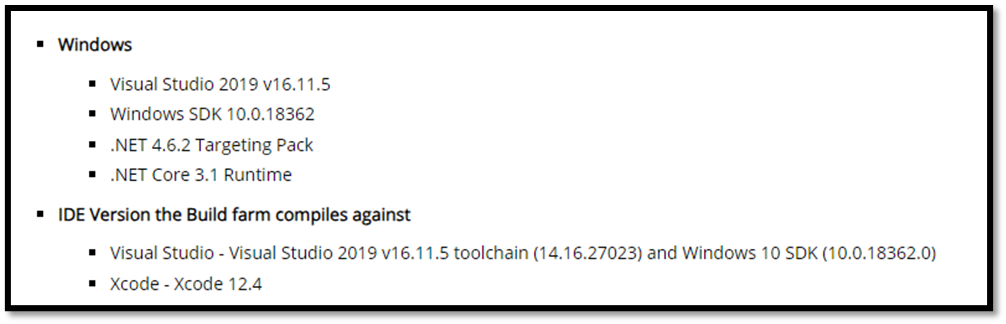 Windows
Visual Studio 2019 v16.11.5
Windows SDK 10.0.18362
.NET 4.6.2 Targeting Pack
.NET Core 3.1 Runtime
IDE Version the Build farm compiles against
Visual Studio - Visual Studio 2019 v16.11.5 toolchain (14.16.27023) and Windows 10 SDK (10.0.18362.0)
Xcode - Xcode 12.4